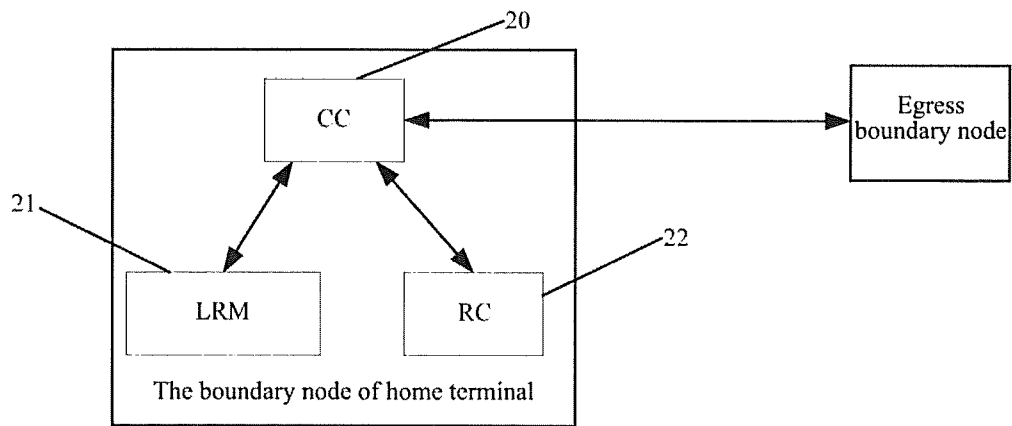 20
CC
Egress
boundary node
21
22
LRM
RC
The boundary node of home terminal